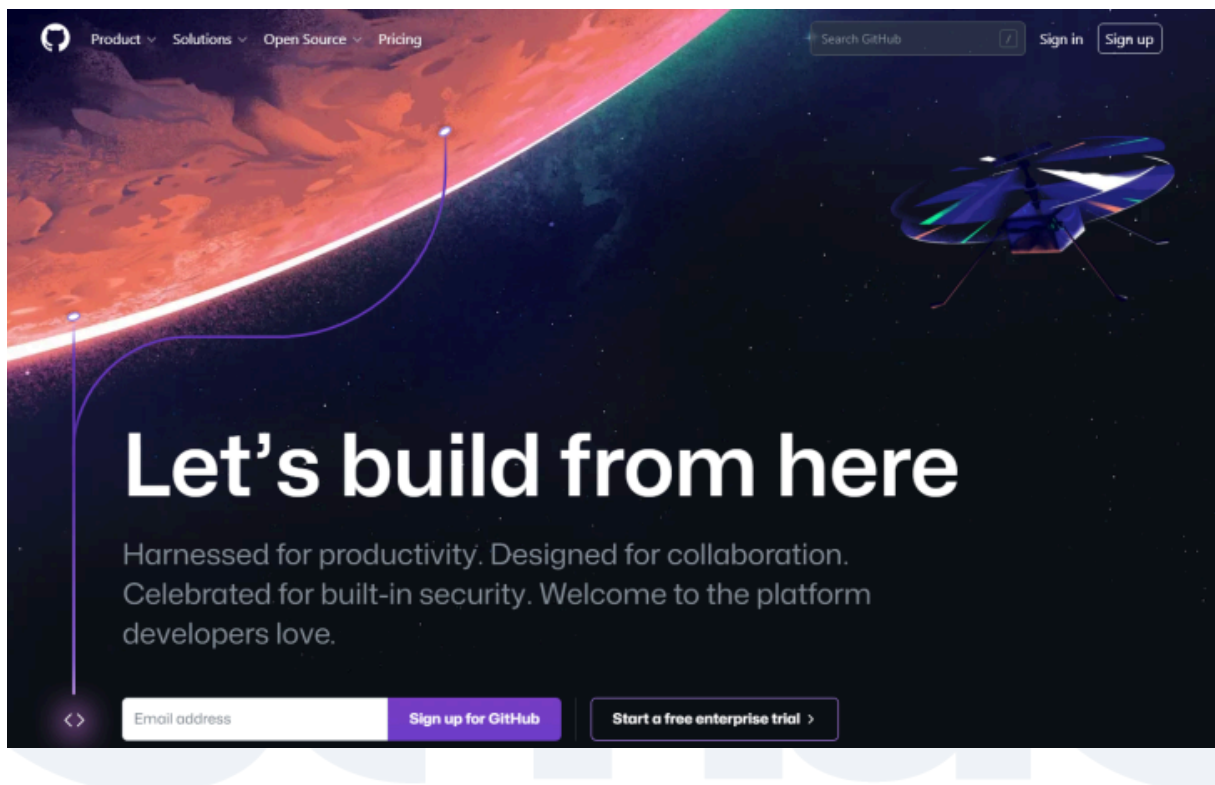 Product Solutions Open Source Pricing Search GitHub / Sign in Sign up
Let’s build from here
Harnessed for productivity. Designed for collaboration.
Celebrated for built-in security. Welcome to the platform
developers love.
Email address Sign up for GitHub Start a free enterprise trial